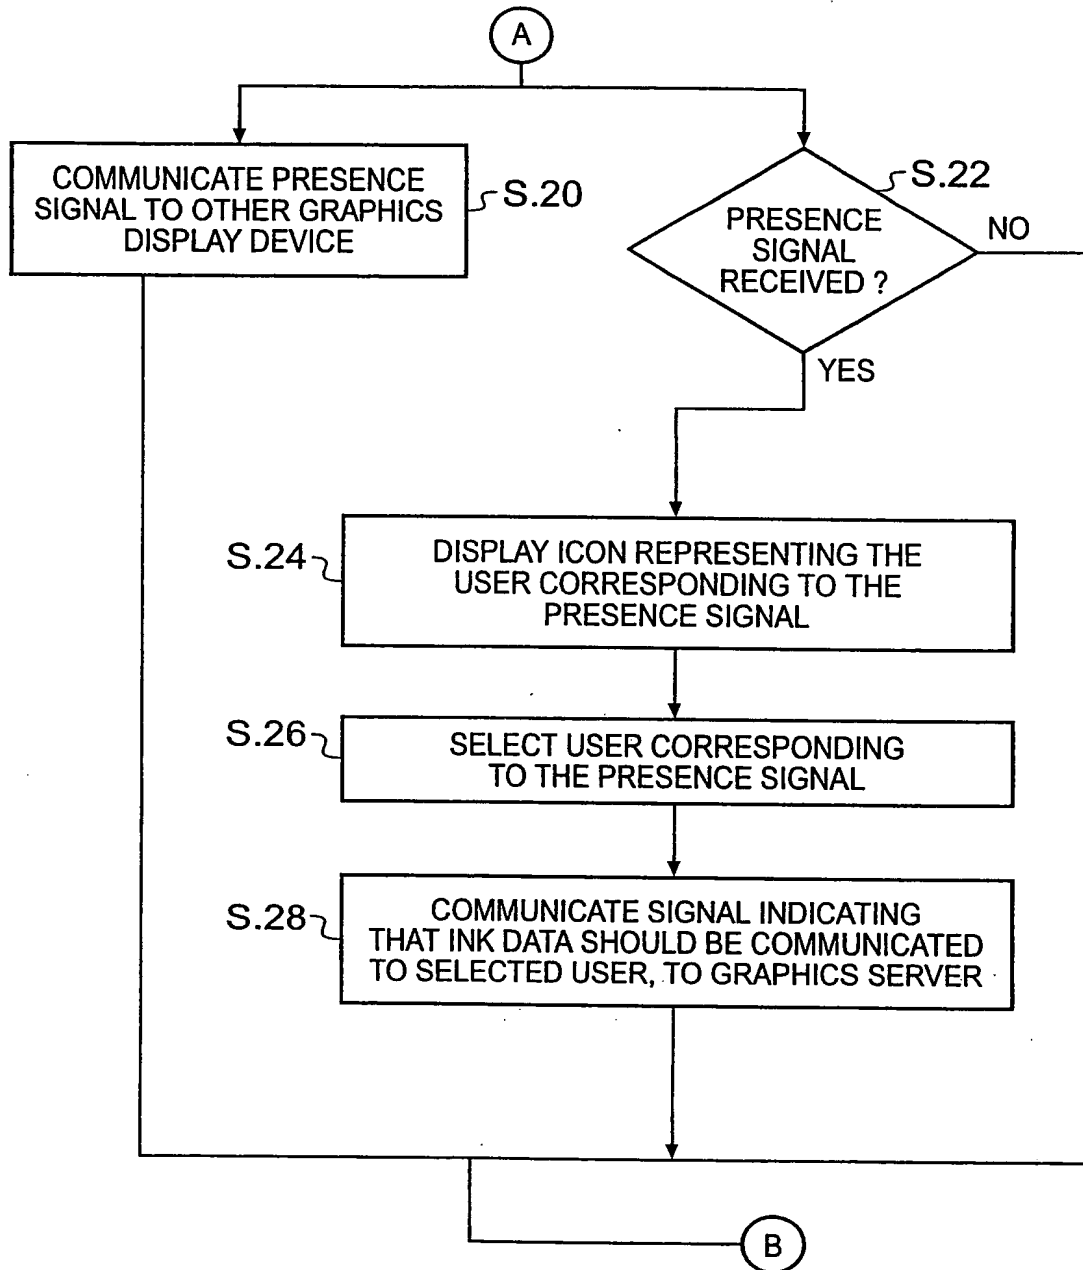 A
COMMUNICATE PRESENCE
SIGNAL TO OTHER GRAPHICS
DISPLAY DEVICE
S.20
S.22
PRESENCE
SIGNAL
RECEIVED ?
NO
YES
S.24
DISPLAY ICON REPRESENTING THE
USER CORRESPONDING TO THE
PRESENCE SIGNAL
S.26
SELECT USER CORRESPONDING
TO THE PRESENCE SIGNAL
S.28
COMMUNICATE SIGNAL INDICATING
THAT INK DATA SHOULD BE COMMUNICATED
TO SELECTED USER, TO GRAPHICS SERVER
B